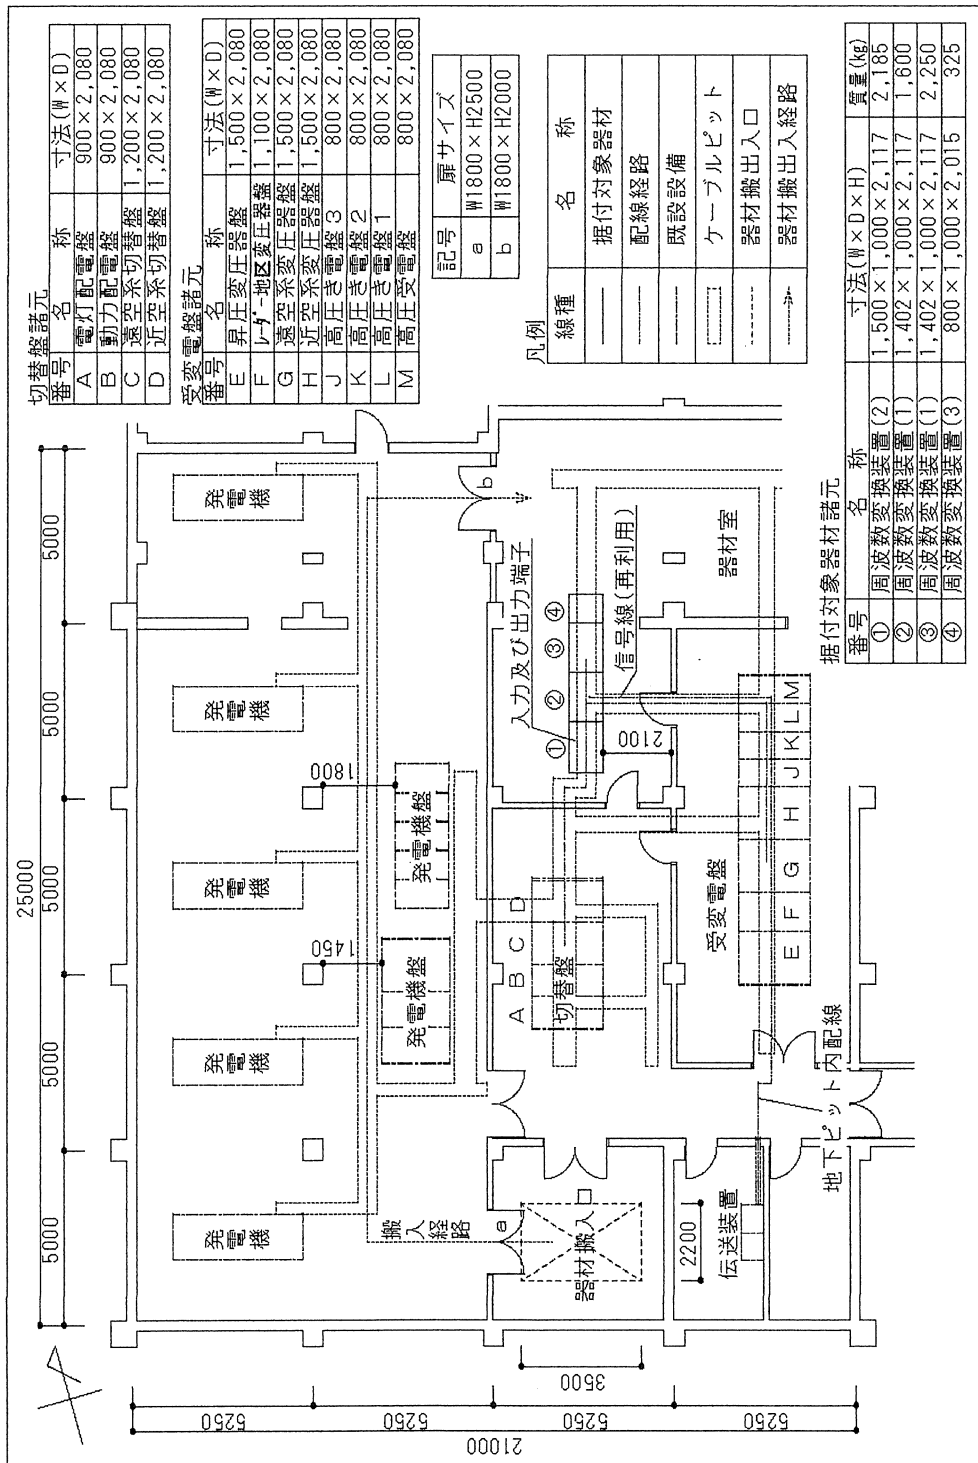 切替盤諸元
番号 名 称 寸法(W×D)
A 電灯配電盤 900×2,080
B 動力配電盤 900×2,080
C 遠空系切替盤 1,200×2,080
D 近空系切替盤 1,200×2,080
受変電盤諸元
番号 名 称 寸法(W×D)
E 昇圧変圧器盤 1,500×2,080
F レーダー地区変圧器盤 1,100×2,080
G 遠空系変圧器盤 1,500×2,080
H 近空系変圧器盤 1,500×2,080
J 高圧き電盤3 800×2,080
K 高圧き電盤2 800×2,080
L 高圧き電盤1 800×2,080
M 高圧受電盤 800×2,080
記号 扉サイズ
a W1800×H2500
b W1800×H2000
凡例
線種 名 称
据付対象器材
配線経路
既設設備
ケーブルピット
器材搬出入口
器材搬出入経路
据付対象器材諸元
番号 名 称 寸法(W×D×H) 質量(kg)
① 周波数変換装置(2) 1,500×1,000×2,117 2,185
② 周波数変換装置(1) 1,402×1,000×2,117 1,600
③ 周波数変換装置(1) 1,402×1,000×2,117 2,250
④ 周波数変換装置(3) 800×1,000×2,015 325
25000
5000 5000 5000 5000 5000
21000
5250 5250 5250 5250
発電機
発電機
発電機
発電機
発電機
1450
1800
発電機盤
発電機盤
搬入経路
a
b
入力及び出力端子
信号線(再利用)
① ② ③ ④
2100
器材室
A B C D
切替盤
器材搬入口
3500
2200
伝送装置
受変電盤
E F G H J K L M
地下ピット内配線